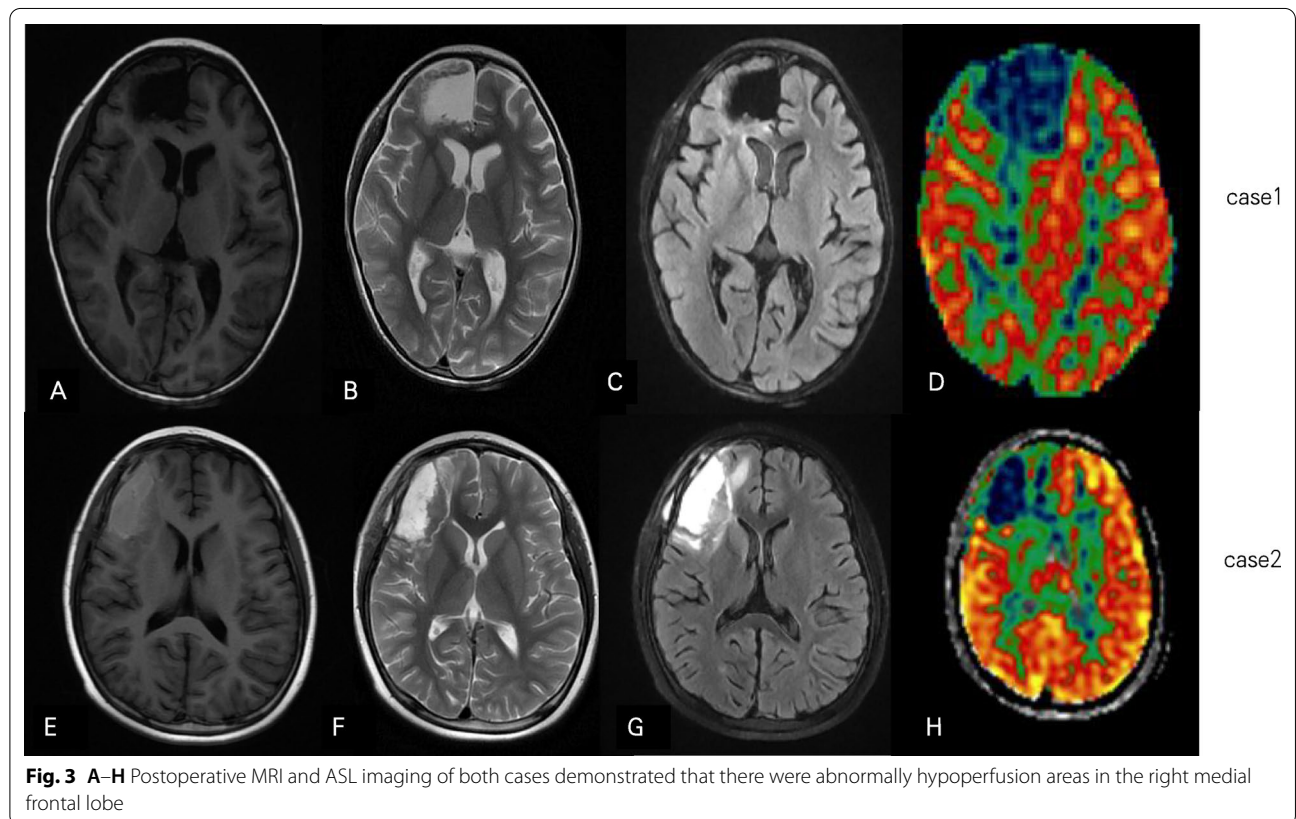 case1
A
B
C
D
case2
E
F
G
H
Fig. 3 A–H Postoperative MRI and ASL imaging of both cases demonstrated that there were abnormally hypoperfusion areas in the right medial
frontal lobe